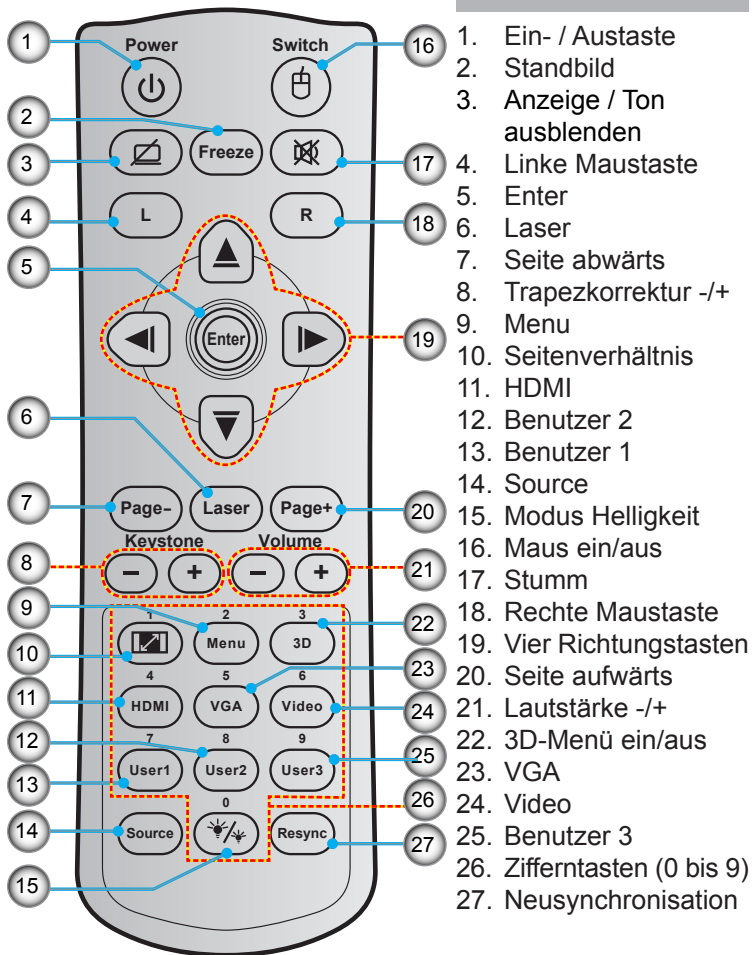 Power
Switch
Freeze
L
R
Enter
Page-
Laser
Page+
Keystone
Volume
− + − +
1 2 3
Menu 3D
4 5 6
HDMI VGA Video
7 8 9
User1 User2 User3
0
Source
Resync
1
2
3
4
5
6
7
8
9
10
11
12
13
14
15
16
17
18
19
20
21
22
23
24
25
26
27
1. Ein- / Austaste
2. Standbild
3. Anzeige / Ton
ausblenden
4. Linke Maustaste
5. Enter
6. Laser
7. Seite abwärts
8. Trapezkorrektur -/+
9. Menu
10. Seitenverhältnis
11. HDMI
12. Benutzer 2
13. Benutzer 1
14. Source
15. Modus Helligkeit
16. Maus ein/aus
17. Stumm
18. Rechte Maustaste
19. Vier Richtungstasten
20. Seite aufwärts
21. Lautstärke -/+
22. 3D-Menü ein/aus
23. VGA
24. Video
25. Benutzer 3
26. Zifferntasten (0 bis 9)
27. Neusynchronisation